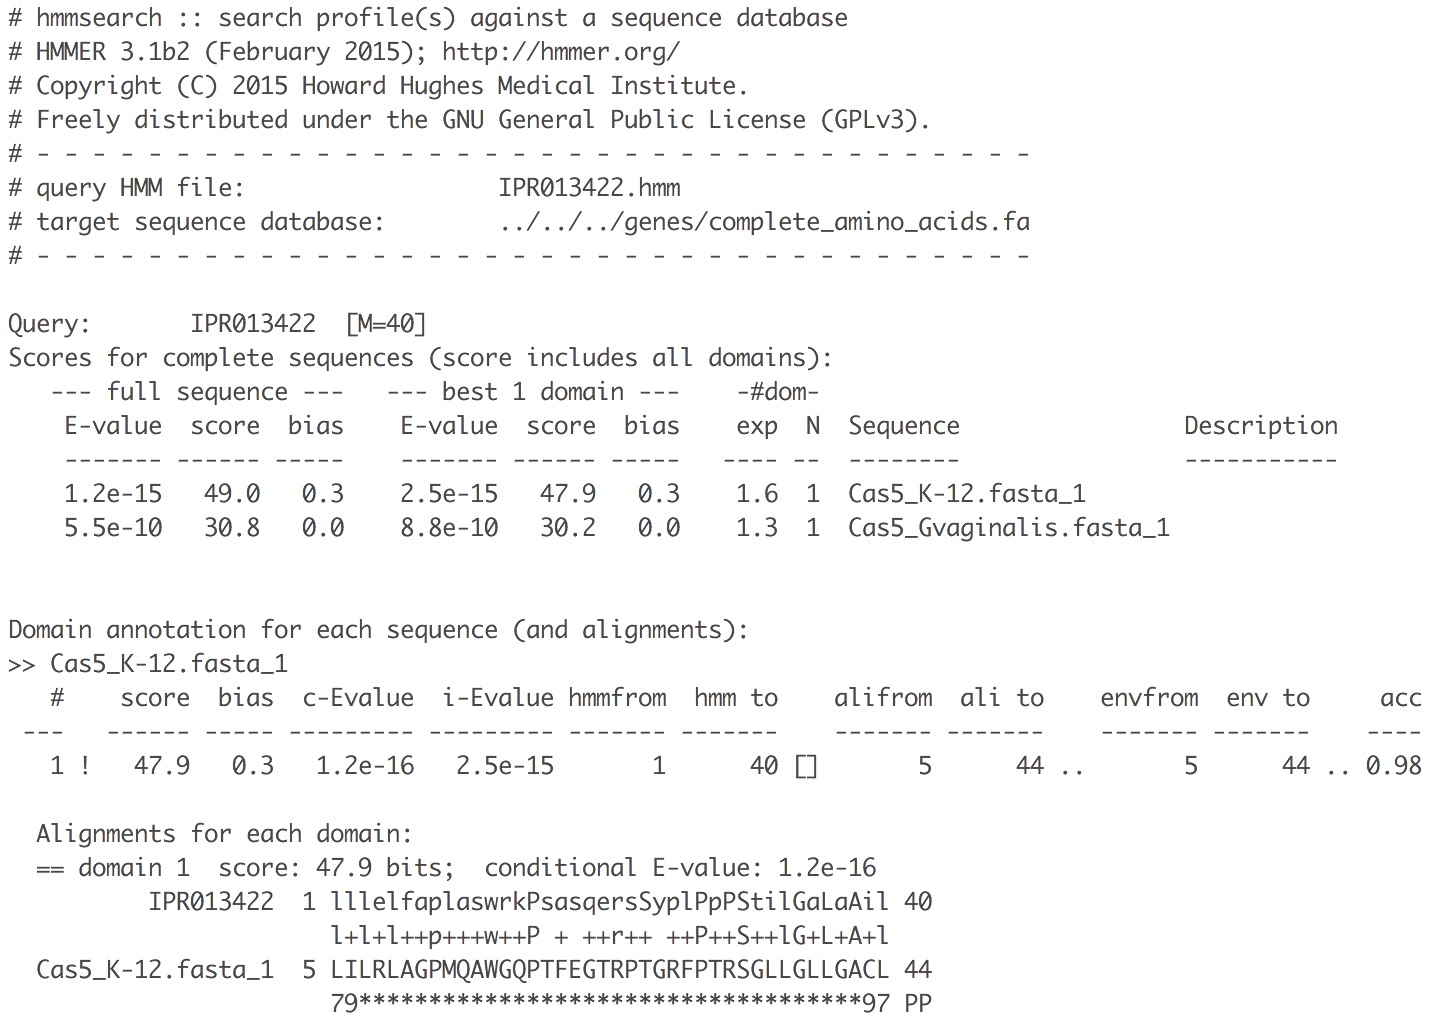 # hmmsearch :: search profile(s) against a sequence database
# HMMER 3.1b2 (February 2015); http://hmmer.org/
# Copyright (C) 2015 Howard Hughes Medical Institute.
# Freely distributed under the GNU General Public License (GPLv3).
# - - - - - - - - - - - - - - - - - - - - - - - - - - - - - - - - - - - -
# query HMM file:                  IPR013422.hmm
# target sequence database:        ../../../genes/complete_amino_acids.fa
# - - - - - - - - - - - - - - - - - - - - - - - - - - - - - - - - - - - -
Query:       IPR013422  [M=40]
Scores for complete sequences (score includes all domains):
   --- full sequence ---   --- best 1 domain ---    -#dom-
    E-value  score  bias    E-value  score  bias    exp  N  Sequence                Description
    ------- ------ -----    ------- ------ -----   ---- --  --------                -----------
    1.2e-15   49.0   0.3    2.5e-15   47.9   0.3    1.6  1  Cas5_K-12.fasta_1
    5.5e-10   30.8   0.0    8.8e-10   30.2   0.0    1.3  1  Cas5_Gvaginalis.fasta_1
Domain annotation for each sequence (and alignments):
>> Cas5_K-12.fasta_1
   #    score  bias  c-Evalue  i-Evalue hmmfrom  hmm to    alifrom  ali to    envfrom  env to     acc
 ---   ------ ----- --------- --------- ------- -------    ------- -------    ------- -------    ----
   1 !   47.9   0.3   1.2e-16   2.5e-15       1      40 []       5      44 ..       5      44 .. 0.98
  Alignments for each domain:
  == domain 1  score: 47.9 bits;  conditional E-value: 1.2e-16
          IPR013422  1 lllelfaplaswrkPsasqersSyplPpPStilGaLaAil 40
                       l+l+l++p+++w++P + ++r++ ++P++S++lG+L+A+l
  Cas5_K-12.fasta_1  5 LILRLAGPMQAWGQPTFEGTRPTGRFPTRSGLLGLLGACL 44
                       79************************************97 PP